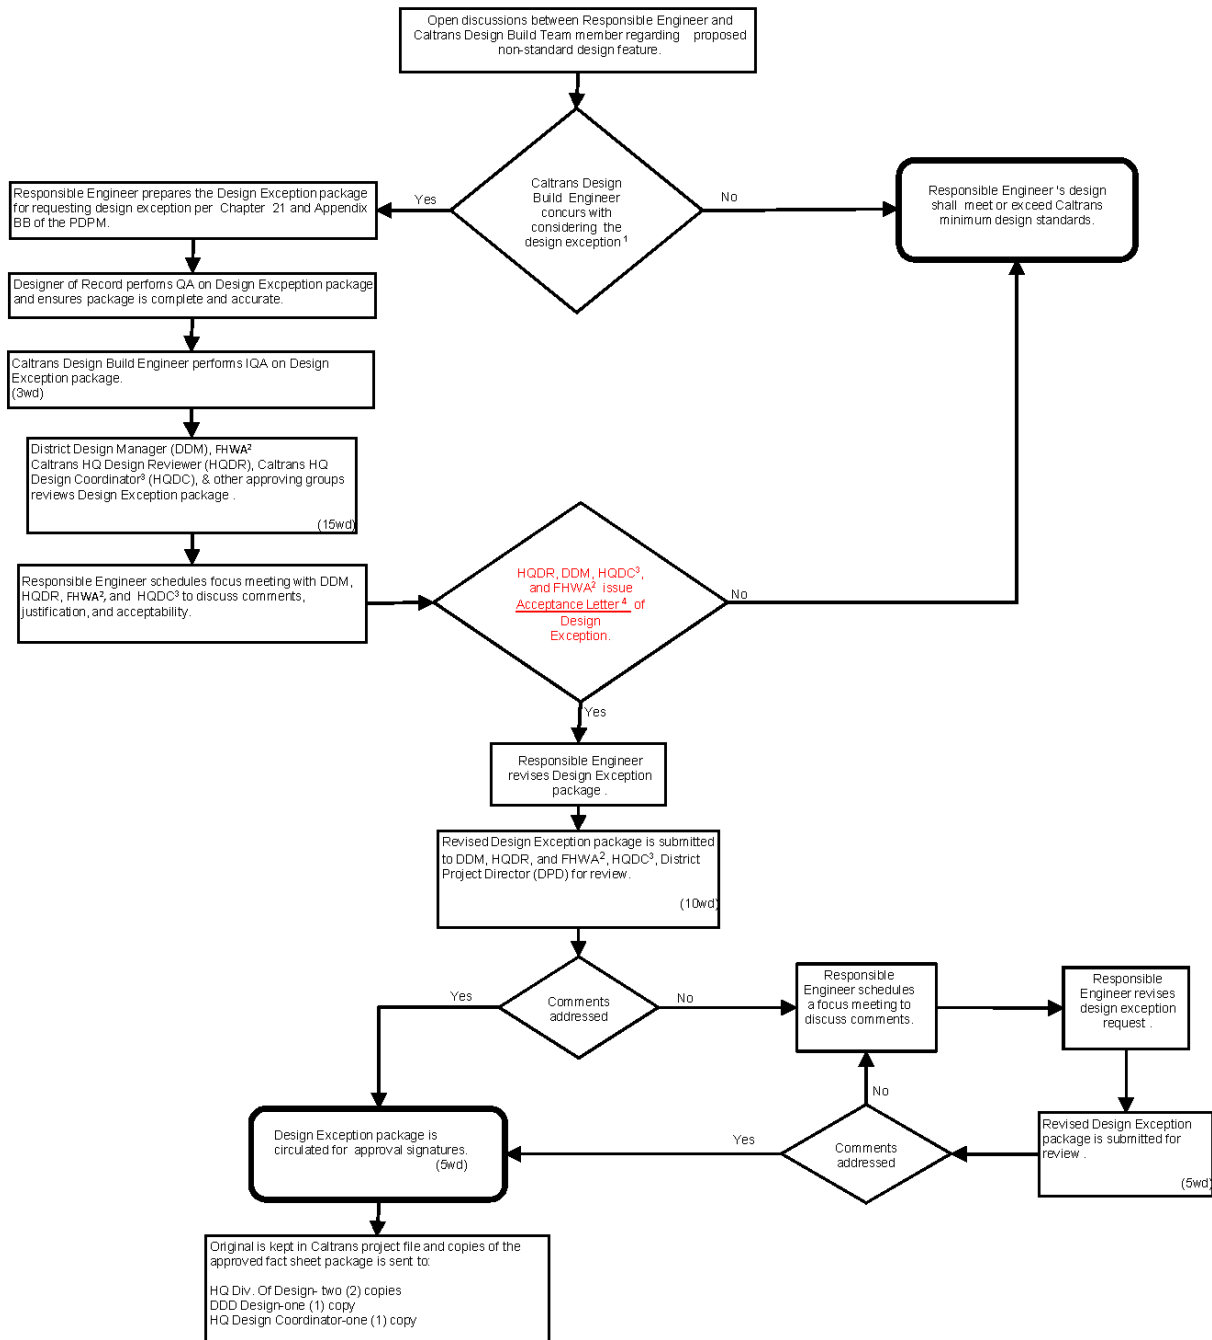 Open discussions between Responsible Engineer and
Caltrans Design Build Team member regarding proposed
non-standard design feature.
Caltrans Design
Build Engineer
concurs with
considering the
design exception ¹
Yes
No
Responsible Engineer 's design
shall meet or exceed Caltrans
minimum design standards.
Responsible Engineer prepares the Design Exception package
for requesting design exception per Chapter 21 and Appendix
BB of the PDPM.
Designer of Record perfoms QA on Design Excpeption package
and ensures package is complete and accurate.
Caltrans Design Build Engineer performs IQA on Design
Exception package.
(3wd)
District Design Manager (DDM), FHWA²
Caltrans HQ Design Reviewer (HQDR), Caltrans HQ
Design Coordinator³ (HQDC), & other approving groups
reviews Design Exception package .
(15wd)
Responsible Engineer schedules focus meeting with DDM,
HQDR, FHWA², and HQDC³ to discuss comments,
justification, and acceptability.
HQDR, DDM, HQDC³,
and FHWA² issue
Acceptance Letter ⁴ of
Design
Exception.
No
Yes
Responsible Engineer
revises Design Exception
package .
Revised Design Exception package is submitted
to DDM, HQDR, and FHWA², HQDC³, District
Project Director (DPD) for review.
(10wd)
Comments
addressed
Yes
No
Responsible
Engineer schedules
a focus meeting to
discuss comments.
Responsible
Engineer revises
design exception
request .
Revised Design Exception
package is submitted for
review .
(5wd)
Comments
addressed
No
Yes
Design Exception package is
circulated for approval signatures.
(5wd)
Original is kept in Caltrans project file and copies of the
approved fact sheet package is sent to:
HQ Div. Of Design- two (2) copies
DDD Design-one (1) copy
HQ Design Coordinator-one (1) copy